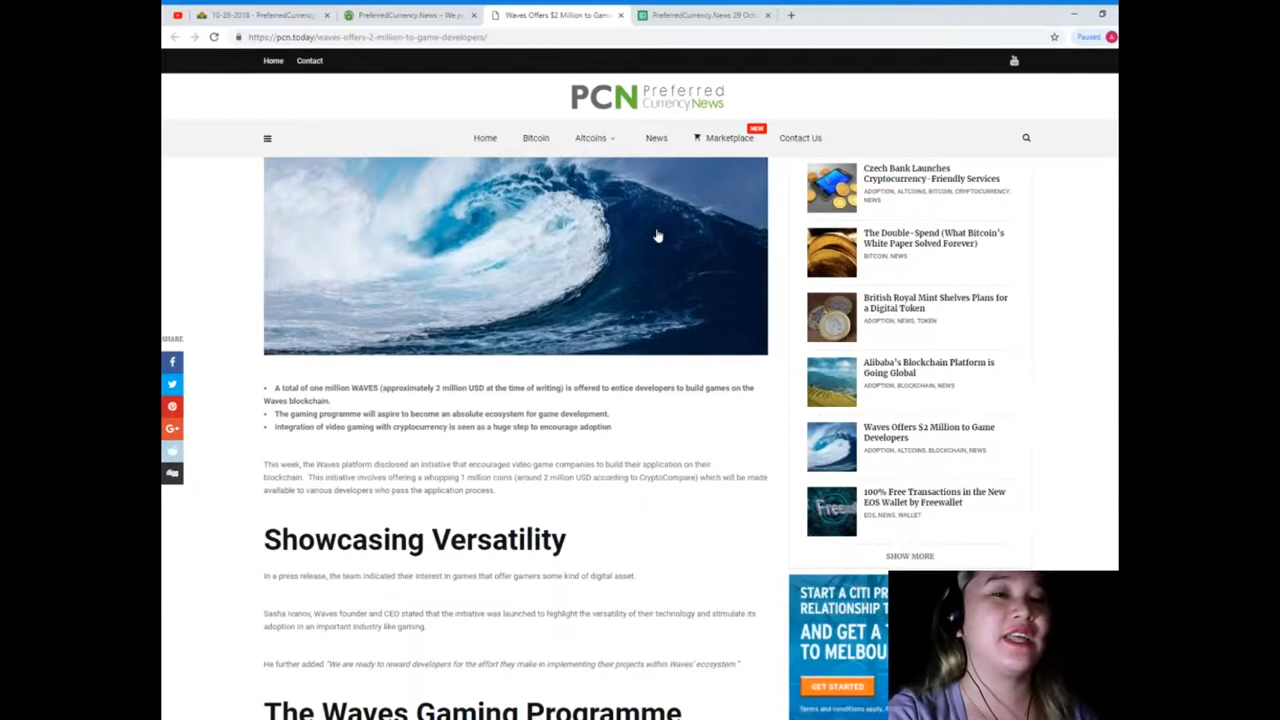 10-28-2018 - PreferredCurrency
PreferredCurrency.News – We p
Waves Offers $2 Million to Game
PreferredCurrency.News 29 Octo
https://pcn.today/waves-offers-2-million-to-game-developers/
Paused
A
Home
Contact
PCN Preferred
CurrencyNews
Home
Bitcoin
Altcoins
News
Marketplace
NEW
Contact Us
SHARE
A total of one million WAVES (approximately 2 million USD at the time of writing) is offered to entice developers to build games on the
Waves blockchain.
The gaming programme will aspire to become an absolute ecosystem for game development.
Integration of video gaming with cryptocurrency is seen as a huge step to encourage adoption
This week, the Waves platform disclosed an initiative that encourages video game companies to build their application on their
blockchain. This initiative involves offering a whopping 1 million coins (around 2 million USD according to CryptoCompare) which will be made
available to various developers who pass the application process.
Showcasing Versatility
In a press release, the team indicated their interest in games that offer gamers some kind of digital asset.
Sasha Ivanov, Waves founder and CEO stated that the initiative was launched to highlight the versatility of their technology and stimulate its
adoption in an important industry like gaming.
He further added "We are ready to reward developers for the effort they make in implementing their projects within Waves' ecosystem."
The Waves Gaming Programme
Czech Bank Launches
Cryptocurrency-Friendly Services
ADOPTION, ALTCOINS, BITCOIN, CRYPTOCURRENCY,
NEWS
The Double-Spend (What Bitcoin's
White Paper Solved Forever)
BITCOIN, NEWS
British Royal Mint Shelves Plans for
a Digital Token
ADOPTION, NEWS, TOKEN
Alibaba's Blockchain Platform is
Going Global
ADOPTION, BLOCKCHAIN, NEWS
Waves Offers $2 Million to Game
Developers
ADOPTION, ALTCOINS, BLOCKCHAIN, NEWS
100% Free Transactions in the New
EOS Wallet by Freewallet
EOS, NEWS, WALLET
SHOW MORE
START A CITI PR
RELATIONSHIP T
AND GET A
TO MELBOU
GET STARTED
Terms and conditions apply.